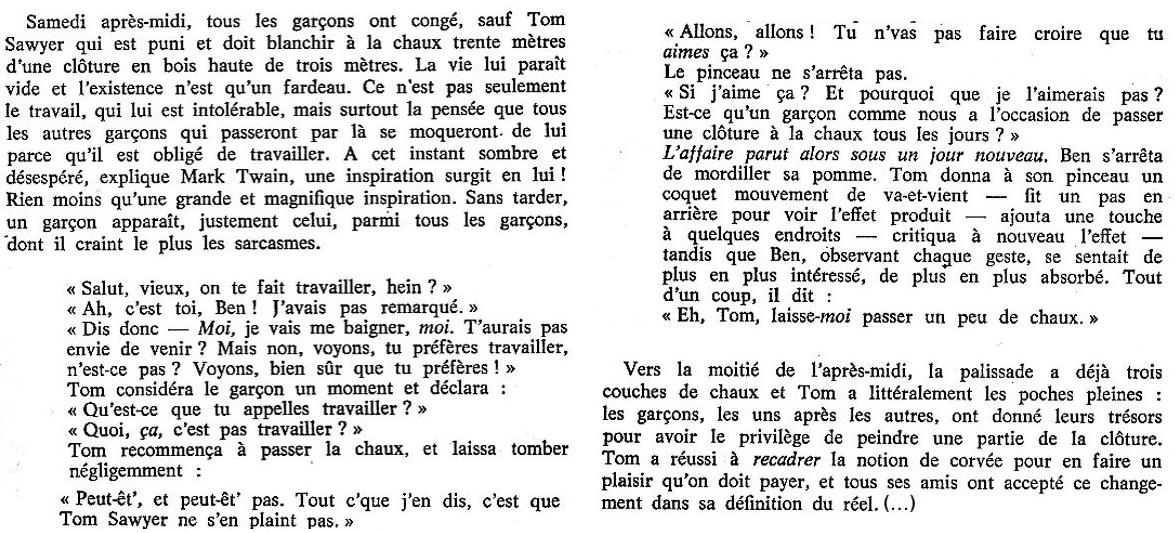 Samedi après-midi, tous les garçons ont congé, sauf Tom
Sawyer qui est puni et doit blanchir à la chaux trente mètres
d'une clôture en bois haute de trois mètres. La vie lui paraît
vide et l'existence n'est qu'un fardeau. Ce n'est pas seulement
le travail, qui lui est intolérable, mais surtout la pensée que tous
les autres garçons qui passeront par là se moqueront de lui
parce qu'il est obligé de travailler. A cet instant sombre et
désespéré, explique Mark Twain, une inspiration surgit en lui !
Rien moins qu'une grande et magnifique inspiration. Sans tarder,
un garçon apparaît, justement celui, parmi tous les garçons,
dont il craint le plus les sarcasmes.
« Salut, vieux, on te fait travailler, hein ? »
« Ah, c'est toi, Ben ! J'avais pas remarqué. »
« Dis donc — Moi, je vais me baigner, moi. T'aurais pas
envie de venir ? Mais non, voyons, tu préfères travailler,
n'est-ce pas ? Voyons, bien sûr que tu préfères ! »
Tom considéra le garçon un moment et déclara :
« Qu'est-ce que tu appelles travailler ? »
« Quoi, ça, c'est pas travailler ? »
Tom recommença à passer la chaux, et laissa tomber
négligemment :
« Peut-êt', et peut-êt' pas. Tout c'que j'en dis, c'est que
Tom Sawyer ne s'en plaint pas. »
« Allons, allons ! Tu n'vas pas faire croire que tu
aimes ça ? »
Le pinceau ne s'arrêta pas.
« Si j'aime ça ? Et pourquoi que je l'aimerais pas ?
Est-ce qu'un garçon comme nous a l'occasion de passer
une clôture à la chaux tous les jours ? »
L'affaire parut alors sous un jour nouveau. Ben s'arrêta
de mordiller sa pomme. Tom donna à son pinceau un
coquet mouvement de va-et-vient — fit un pas en
arrière pour voir l'effet produit — ajouta une touche
à quelques endroits — critiqua à nouveau l'effet —
tandis que Ben, observant chaque geste, se sentait de
plus en plus intéressé, de plus en plus absorbé. Tout
d'un coup, il dit :
« Eh, Tom, laisse-moi passer un peu de chaux. »
Vers la moitié de l'après-midi, la palissade a déjà trois
couches de chaux et Tom a littéralement les poches pleines :
les garçons, les uns après les autres, ont donné leurs trésors
pour avoir le privilège de peindre une partie de la clôture.
Tom a réussi à recadrer la notion de corvée pour en faire un
plaisir qu'on doit payer, et tous ses amis ont accepté ce change-
ment dans sa définition du réel. (...)